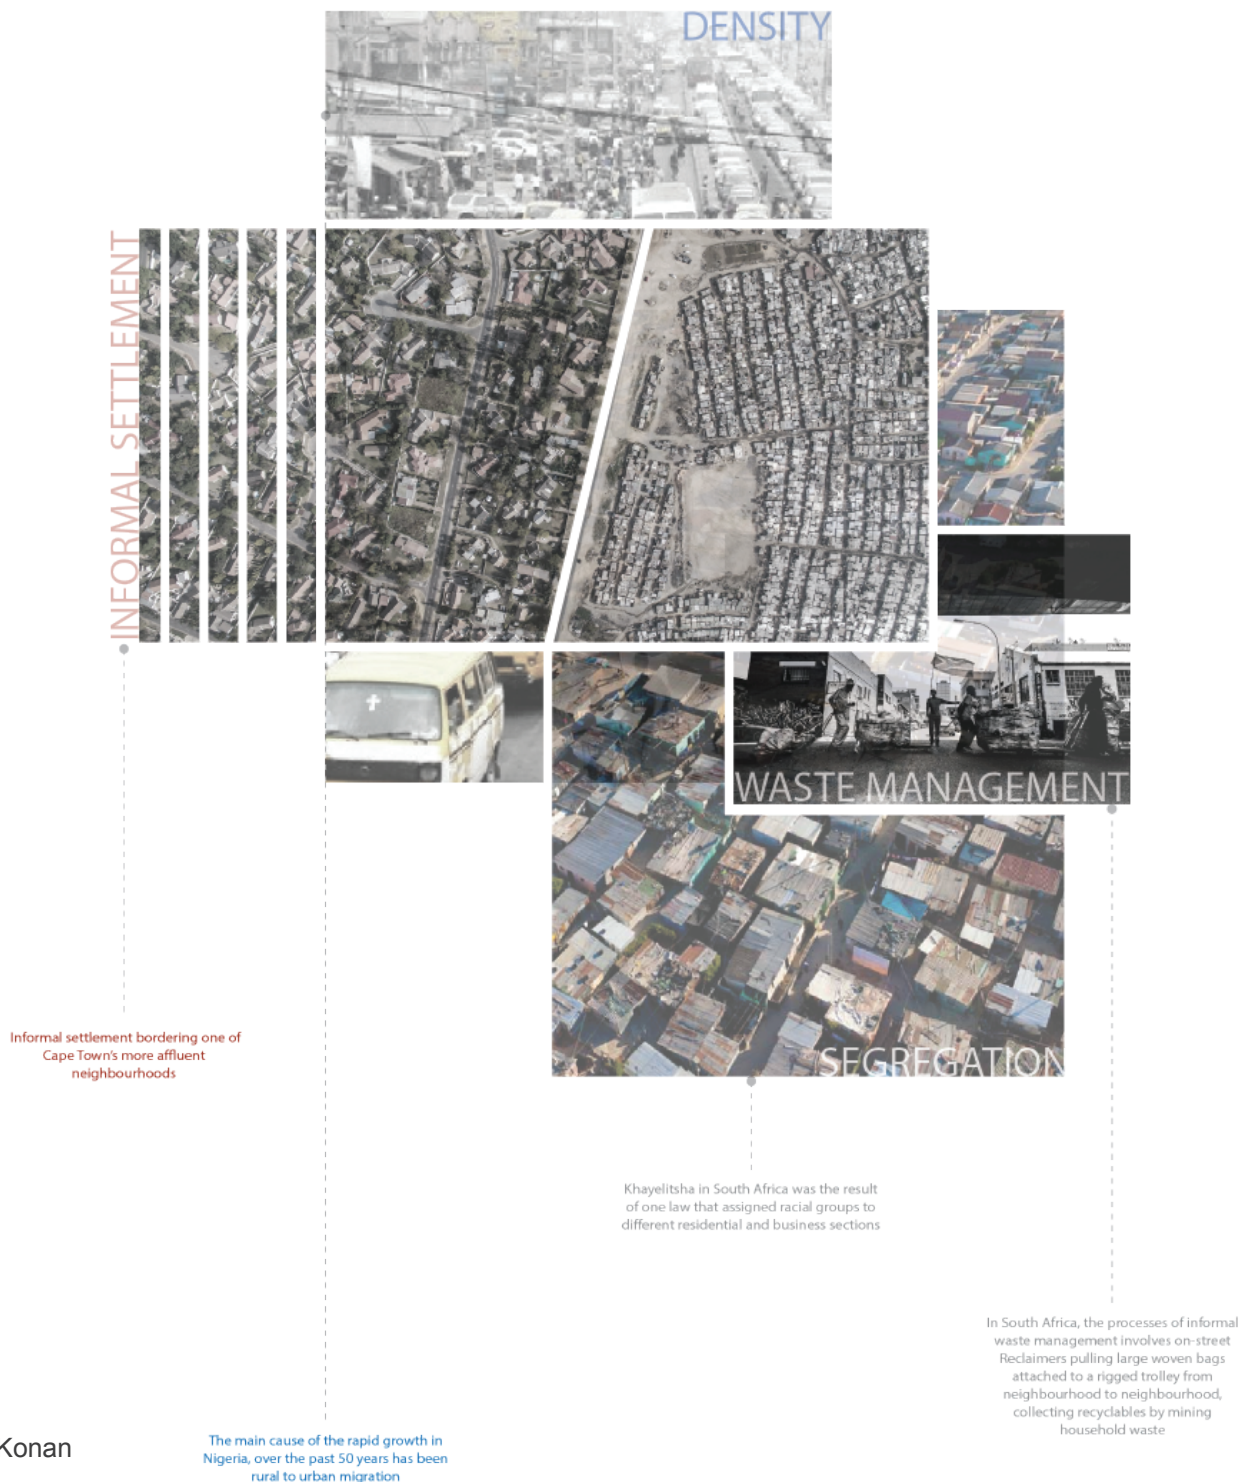 DENSITY
INFORMAL SETTLEMENT
WASTE MANAGEMENT
SEGREGATION
Informal settlement bordering one of
Cape Town's more affluent
neighbourhoods
Khayelitsha in South Africa was the result
of one law that assigned racial groups to
different residential and business sections
In South Africa, the processes of informal
waste management involves on-street
Reclaimers pulling large woven bags
attached to a rigged trolley from
neighbourhood to neighbourhood,
collecting recyclables by mining
household waste
Konan
The main cause of the rapid growth in
Nigeria, over the past 50 years has been
rural to urban migration